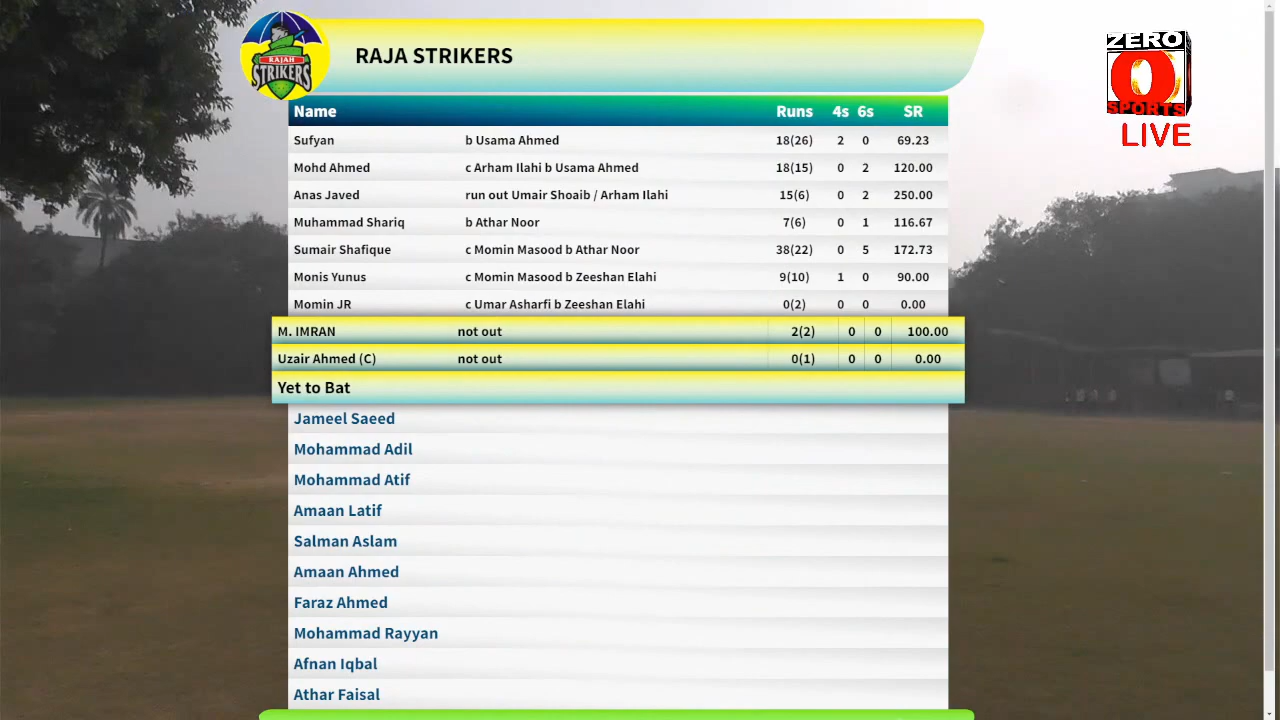 RAJAH
STRIKERS
RAJA STRIKERS
ZERO
0
SPORTS
LIVE
Name Runs 4s 6s SR
Sufyan b Usama Ahmed 18(26) 2 0 69.23
Mohd Ahmed c Arham Ilahi b Usama Ahmed 18(15) 0 2 120.00
Anas Javed run out Umair Shoaib / Arham Ilahi 15(6) 0 2 250.00
Muhammad Shariq b Athar Noor 7(6) 0 1 116.67
Sumair Shafique c Momin Masood b Athar Noor 38(22) 0 5 172.73
Monis Yunus c Momin Masood b Zeeshan Elahi 9(10) 1 0 90.00
Momin JR c Umar Asharfi b Zeeshan Elahi 0(2) 0 0 0.00
M. IMRAN not out 2(2) 0 0 100.00
Uzair Ahmed (C) not out 0(1) 0 0 0.00
Yet to Bat
Jameel Saeed
Mohammad Adil
Mohammad Atif
Amaan Latif
Salman Aslam
Amaan Ahmed
Faraz Ahmed
Mohammad Rayyan
Afnan Iqbal
Athar Faisal